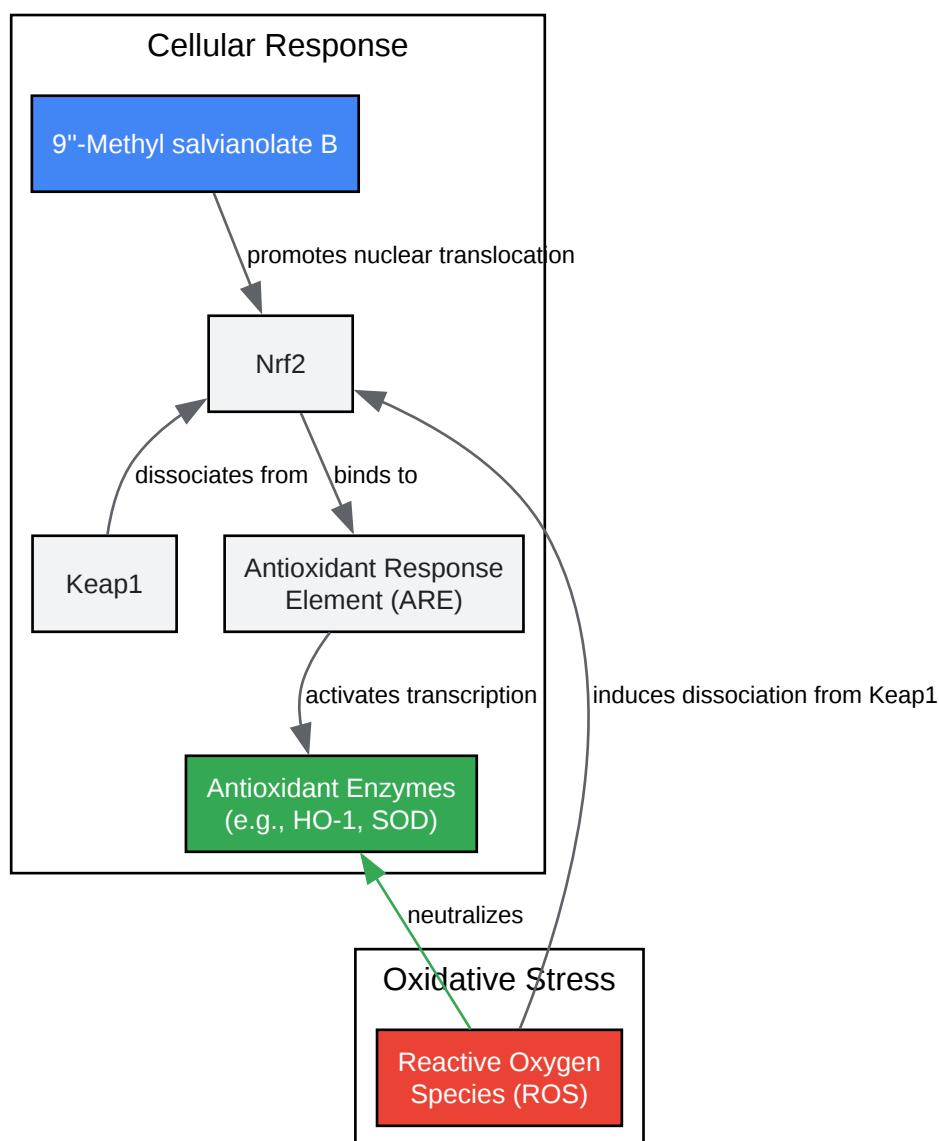 Cellular Response
9"-Methyl salvianolate B
promotes nuclear translocation
Nrf2
dissociates from
binds to
Keap1
Antioxidant Response
Element (ARE)
activates transcription
induces dissociation from Keap1
Antioxidant Enzymes
(e.g., HO-1, SOD)
neutralizes
Oxidative Stress
Reactive Oxygen
Species (ROS)